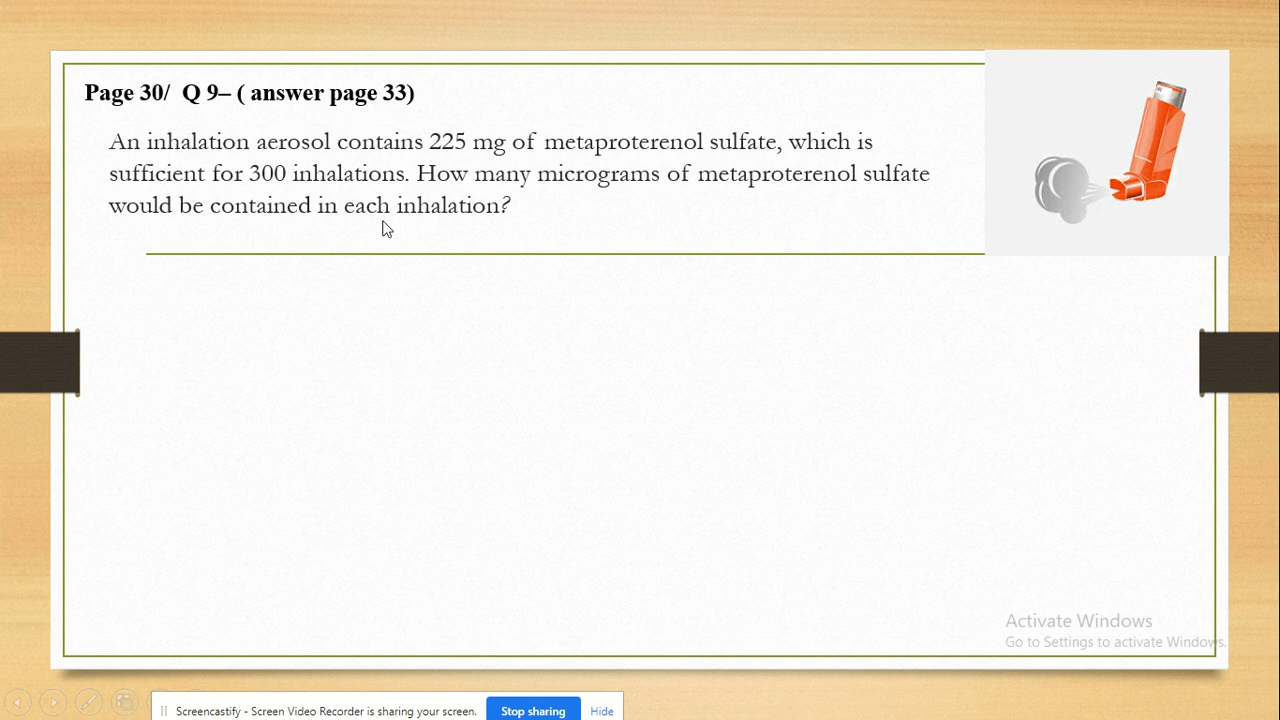 Page 30/ Q 9– ( answer page 33)
An inhalation aerosol contains 225 mg of metaproterenol sulfate, which is
sufficient for 300 inhalations. How many micrograms of metaproterenol sulfate
would be contained in each inhalation?
Activate Windows
Go to Settings to activate Windows.
Screencastify - Screen Video Recorder is sharing your screen.
Stop sharing
Hide